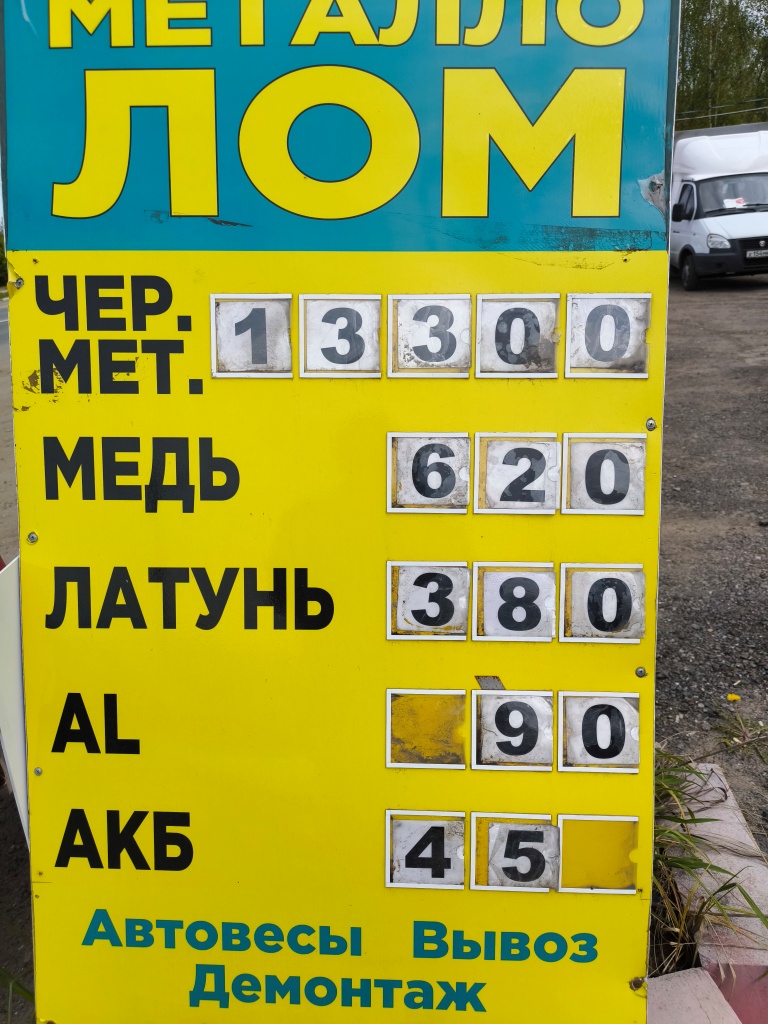 МЕТАЛЛО
ЛОМ
ЧЕР.
МЕТ. 13300
МЕДЬ 620
ЛАТУНЬ 380
AL 90
АКБ 45
Автовесы Вывоз
Демонтаж